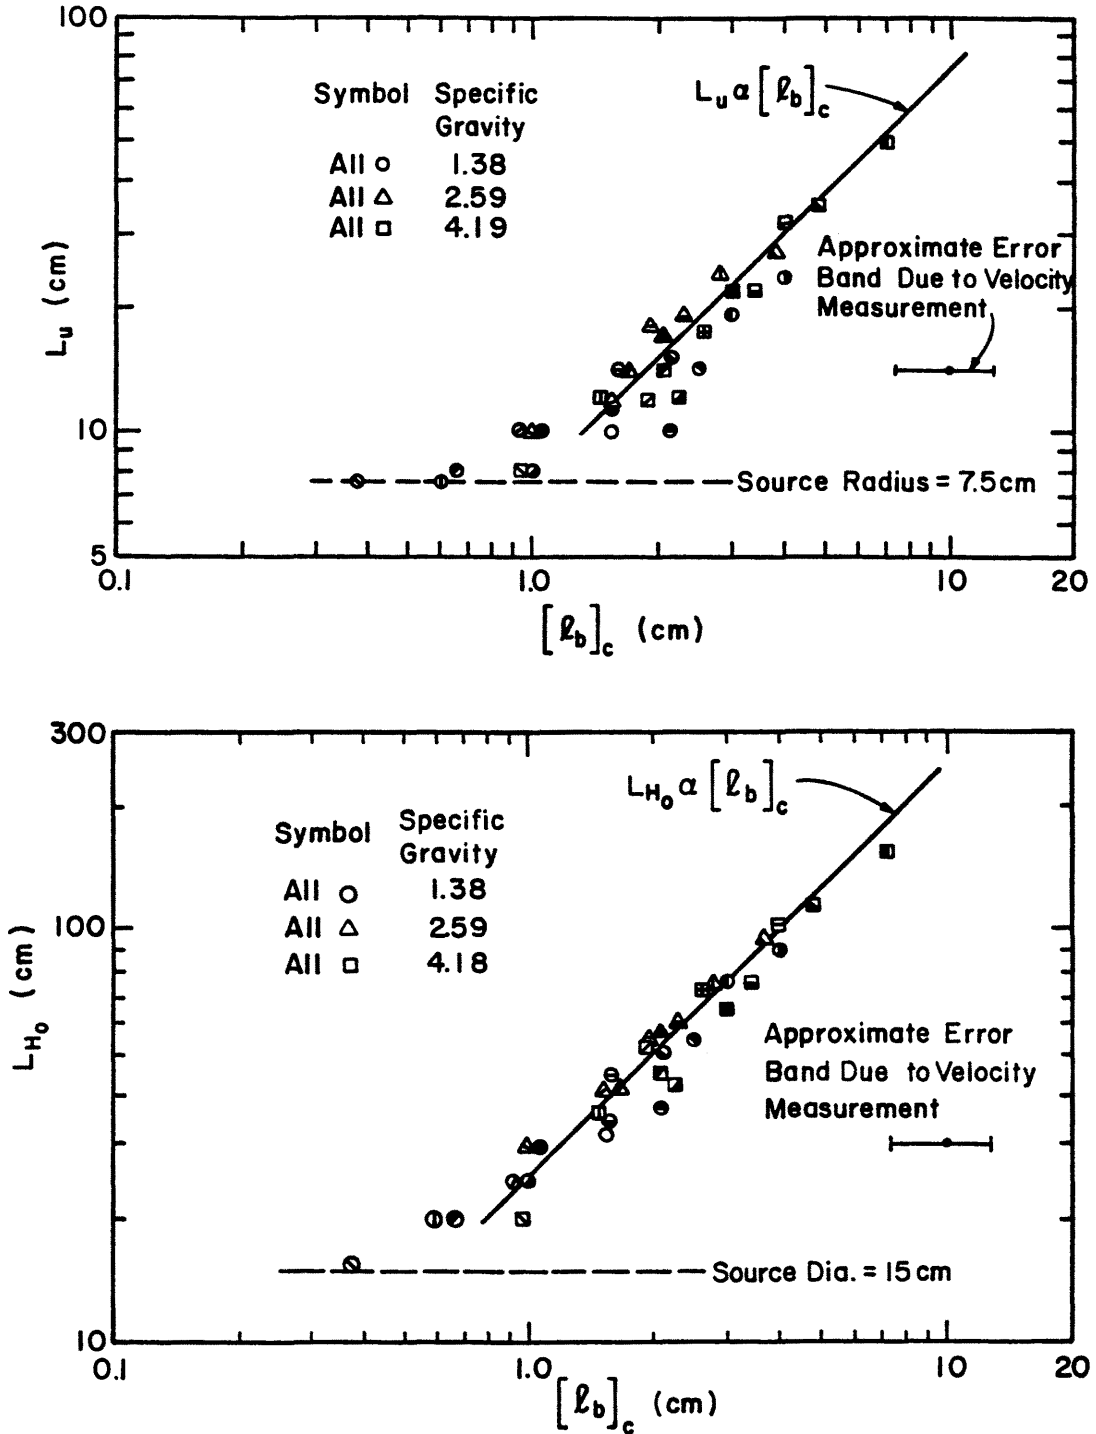 100
10
5
0.1
1.0
10
20
L_u (cm)
[ℓ_b]_c (cm)
Symbol Specific
Gravity
All ○ 1.38
All △ 2.59
All □ 4.19
L_u α [ℓ_b]_c
Approximate Error
Band Due to Velocity
Measurement
Source Radius = 7.5cm
300
100
10
0.1
1.0
10
20
L_H₀ (cm)
[ℓ_b]_c (cm)
Symbol Specific
Gravity
All ○ 1.38
All △ 259
All □ 4.18
L_H₀ α [ℓ_b]_c
Approximate Error
Band Due to Velocity
Measurement
Source Dia. = 15cm